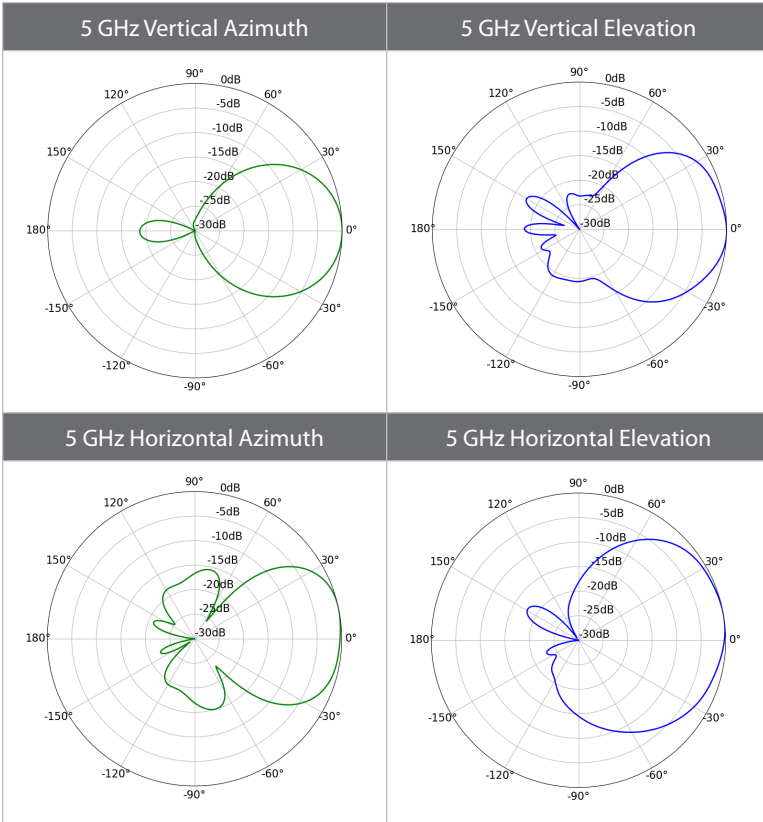 5 GHz Vertical Azimuth
90°
0dB
120°
60°
-5dB
-10dB
150°
-15dB
30°
-20dB
-25dB
-30dB
180°
0°
-150°
-30°
-120°
-60°
-90°
5 GHz Vertical Elevation
90°
0dB
120°
60°
-5dB
-10dB
150°
-15dB
30°
-20dB
-25dB
-30dB
180°
0°
-150°
-30°
-120°
-60°
-90°
5 GHz Horizontal Azimuth
90°
0dB
120°
60°
-5dB
-10dB
150°
-15dB
30°
-20dB
-25dB
-30dB
180°
0°
-150°
-30°
-120°
-60°
-90°
5 GHz Horizontal Elevation
90°
0dB
120°
60°
-5dB
-10dB
150°
-15dB
30°
-20dB
-25dB
-30dB
180°
0°
-150°
-30°
-120°
-60°
-90°